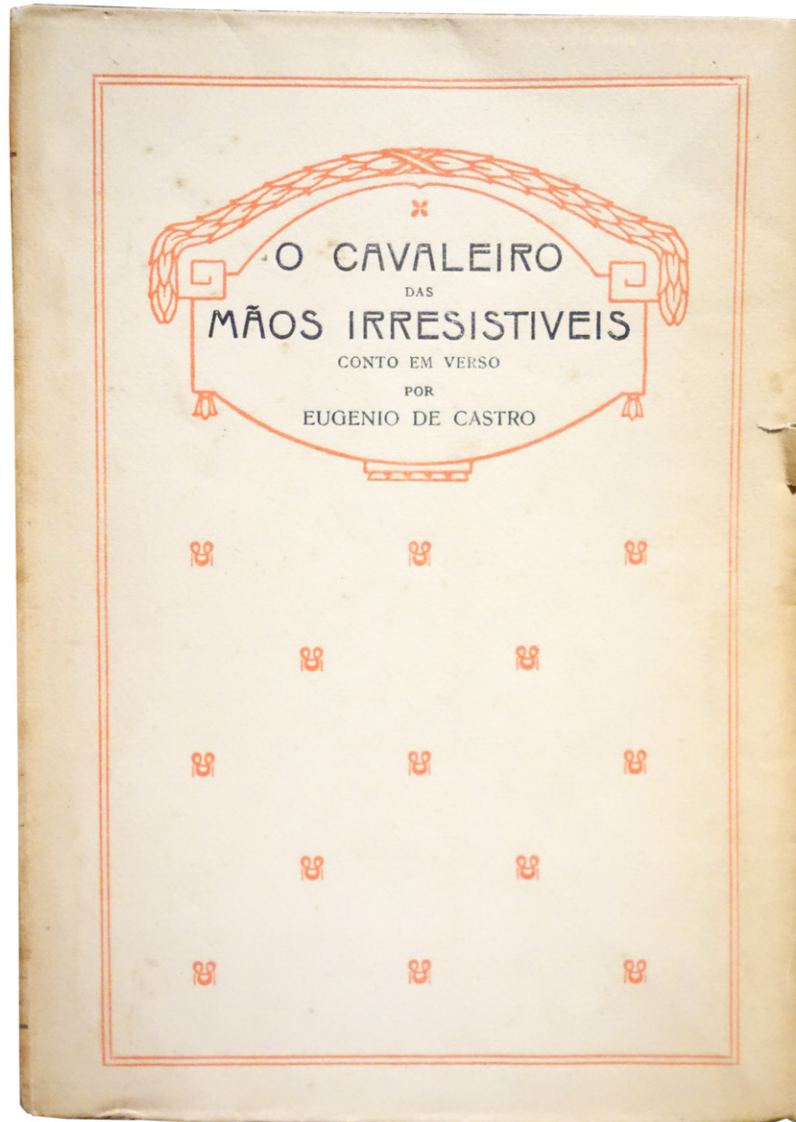 O CAVALEIRO
DAS
MÃOS IRRESISTIVEIS
CONTO EM VERSO
POR
EUGENIO DE CASTRO